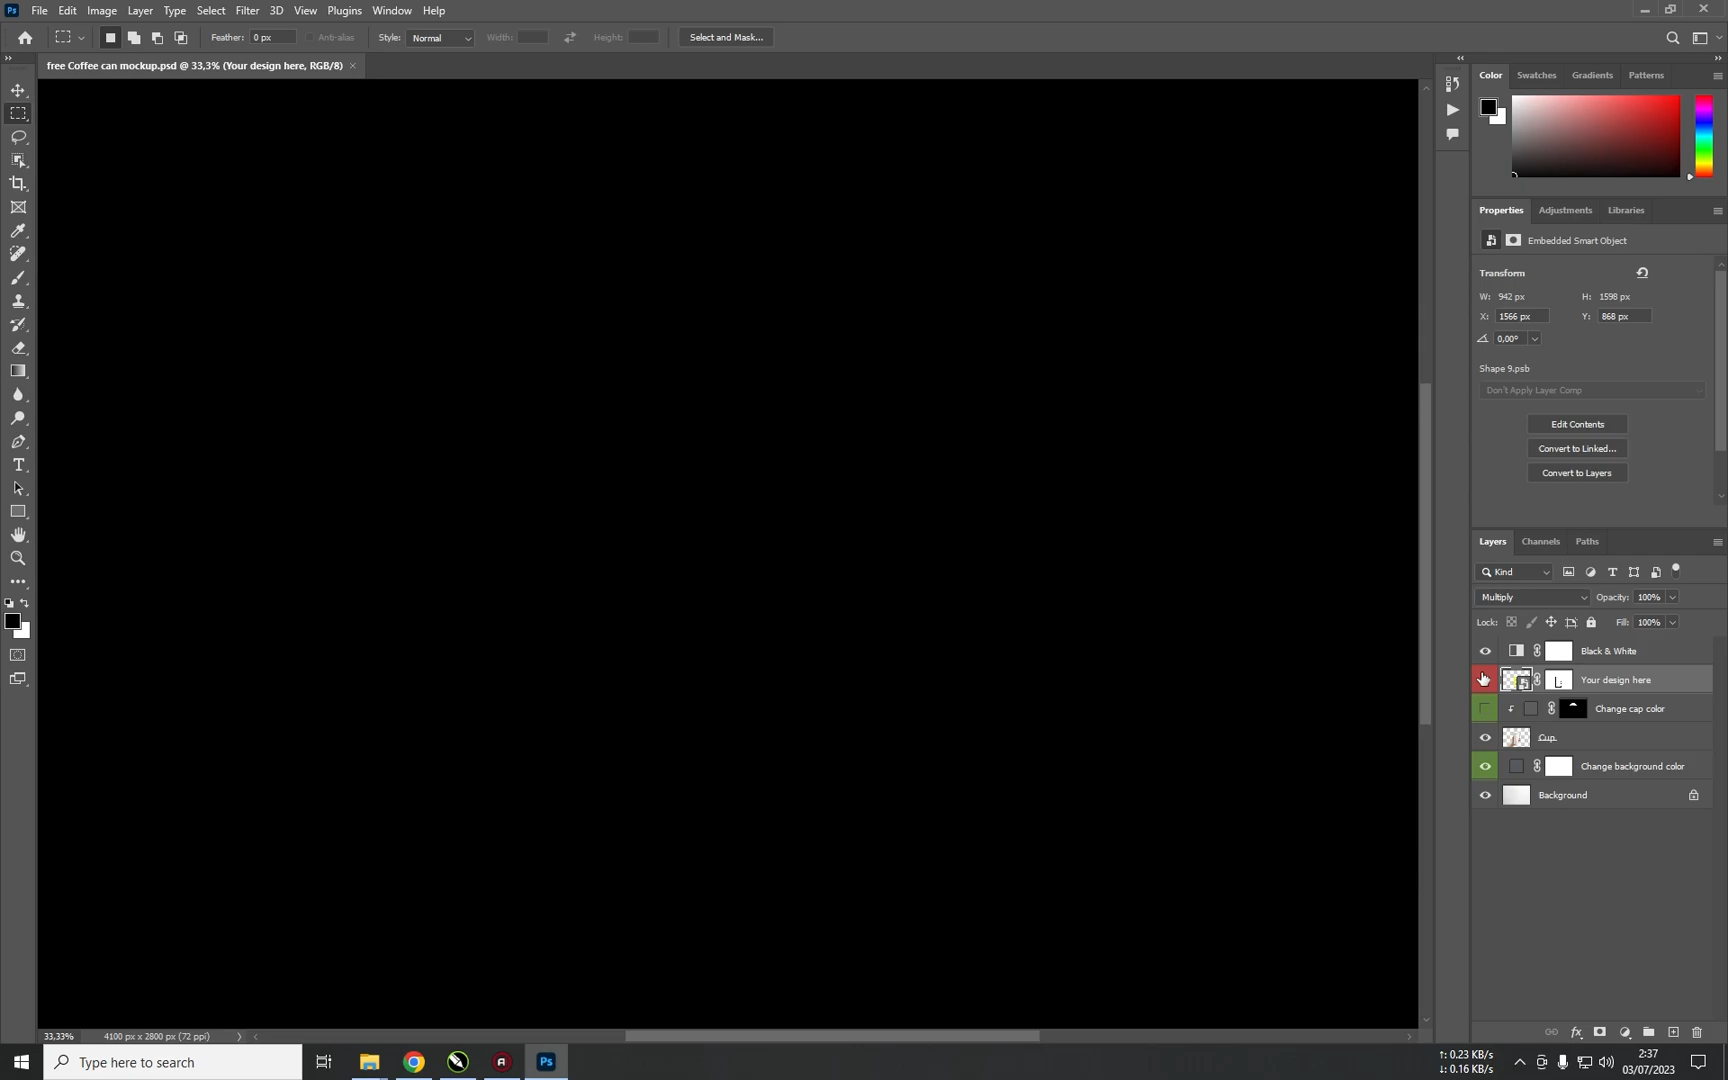 Ps File Edit Image Layer Type Select Filter 3D View Plugins Window Help
Feather: 0 px Anti-alias Style: Normal Width: Height: Select and Mask...
free Coffee can mockup.psd @ 33,3% (Your design here, RGB/8)
Color Swatches Gradients Patterns
Properties Adjustments Libraries
Embedded Smart Object
Transform
W: 942 px H: 1598 px
X: 1566 px Y: 868 px
0,00°
Shape 9.psb
Don't Apply Layer Comp
Edit Contents
Convert to Linked...
Convert to Layers
Layers Channels Paths
Kind
Multiply Opacity: 100%
Lock: Fill: 100%
Black & White
Your design here
Change cap color
Cup
Change background color
Background
33,33% 4100 px x 2800 px (72 ppi)
Type here to search
Ps
↑: 0.23 KB/s
↓: 0.16 KB/s
2:37
03/07/2023